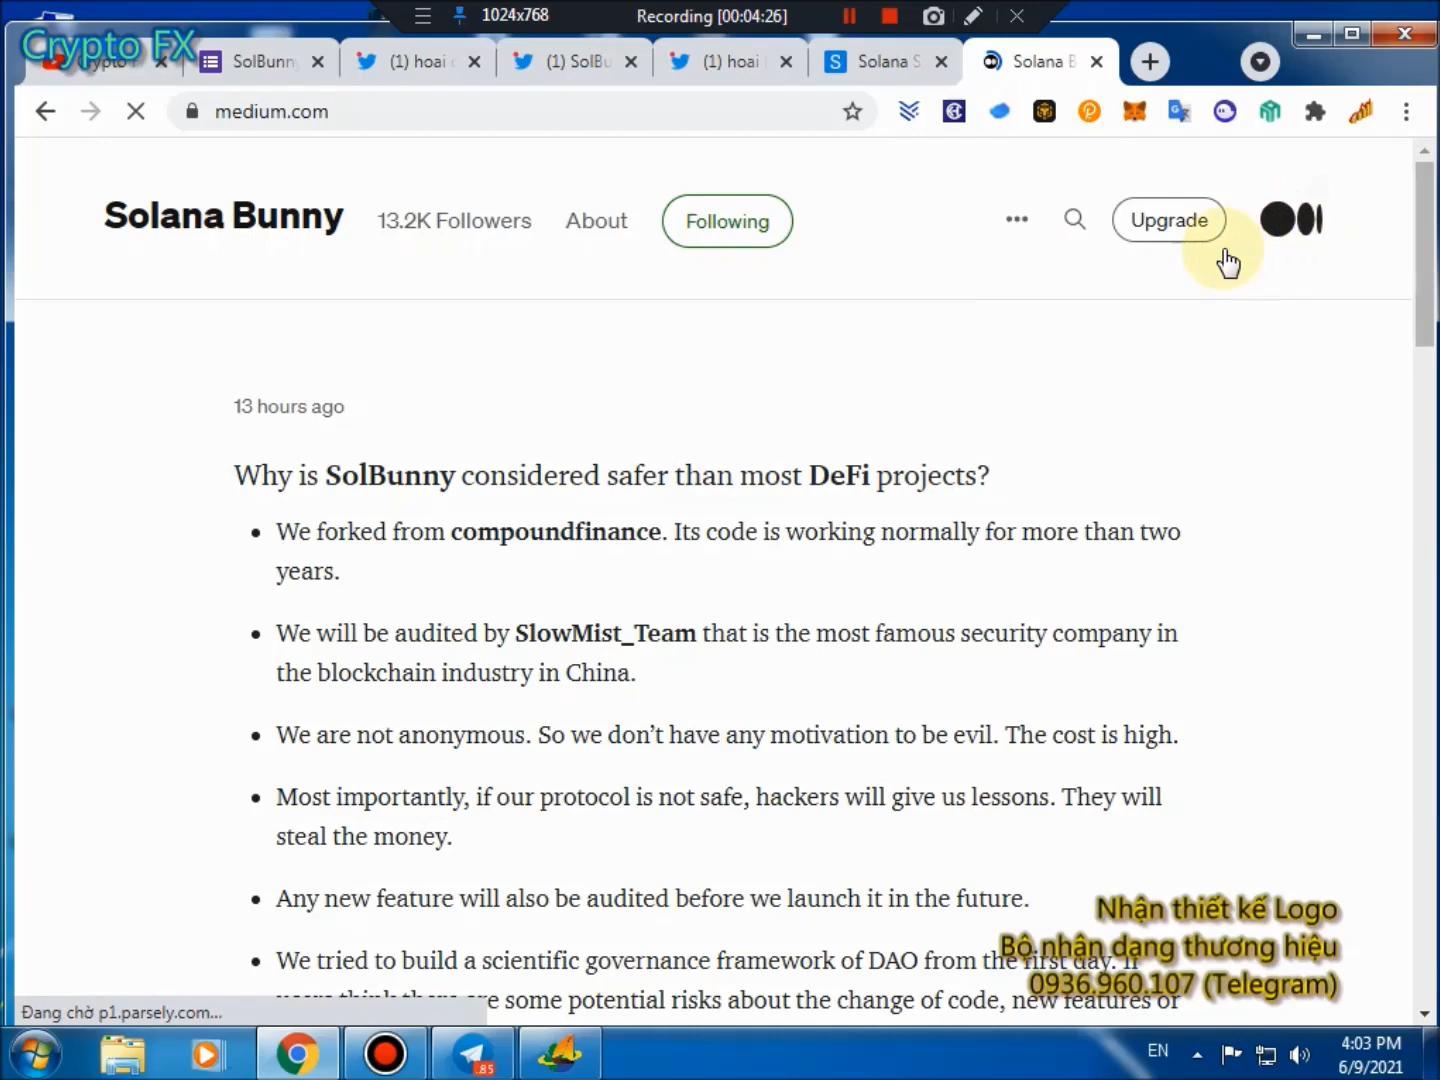 1024x768
Recording [00:04:26]
Crypto FX
Crypto
SolBunn
(1) hoai
(1) SolBu
(1) hoai
Solana S
Solana B
medium.com
Solana Bunny
13.2K Followers
About
Following
Upgrade
13 hours ago
Why is SolBunny considered safer than most DeFi projects?
We forked from compoundfinance. Its code is working normally for more than two
years.
We will be audited by SlowMist_Team that is the most famous security company in
the blockchain industry in China.
We are not anonymous. So we don't have any motivation to be evil. The cost is high.
Most importantly, if our protocol is not safe, hackers will give us lessons. They will
steal the money.
Any new feature will also be audited before we launch it in the future.
We tried to build a scientific governance framework of DAO from the first day. If
some potential risks about the change of code, new features or
Nhận thiết kế Logo
Bộ nhận dạng thương hiệu
0936.960.107 (Telegram)
Đang chờ p1.parsely.com...
.85
EN
4:03 PM
6/9/2021